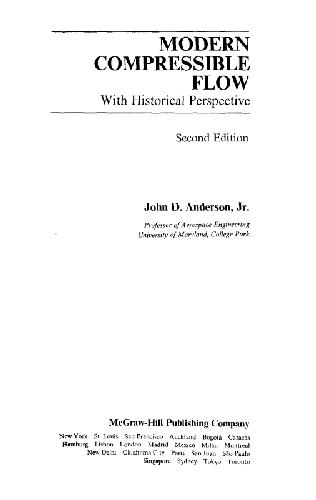 MODERN
COMPRESSIBLE
FLOW
With Historical Perspective
Second Edition
John D. Anderson, Jr.
Professor of Aerospace Engineering
University of Maryland, College Park
McGraw-Hill Publishing Company
New York St. Louis San Francisco Auckland Bogotá Caracas
Hamburg Lisbon London Madrid Mexico Milan Montreal
New Delhi Oklahoma City Paris San Juan São Paulo
Singapore Sydney Tokyo Toronto